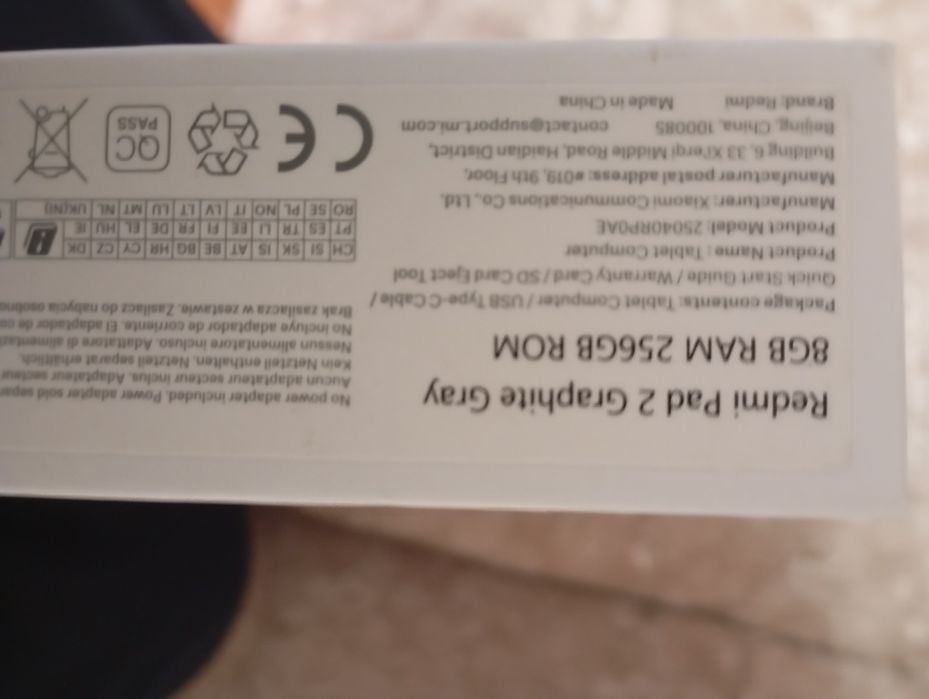 Redmi Pad 2 Graphite Gray
8GB RAM 256GB ROM
Package contents: Tablet Computer / USB Type-C Cable /
Quick Start Guide / Warranty Card / SD Card Eject Tool
Product Name: Tablet Computer
Product Model: 25040RP0AE
Manufacturer: Xiaomi Communications Co., Ltd.
Manufacturer postal address: #019, 9th Floor,
Building 6, 33 Xi'erqi Middle Road, Haidian District,
Beijing, China, 100085 contact@support.mi.com
Brand: Redmi Made in China
No power adapter included. Power adapter sold
Aucun adaptateur secteur inclus. Adaptateur secteur
Kein Netzteil enthalten. Netzteil separat erhältlich.
Nessun alimentatore incluso. Adattatore di
No incluye adaptador de corriente. El adaptador de
Brak zasilacza w zestawie. Zasilacz do nabycia
CH SI SK IS AT BE BG HR CY CZ DK
PT ES TR LI EE FI FR DE EL HU IE
RO SE PL NO IT LV LT LU MT NL UK(NI)
CE
QC
PASS